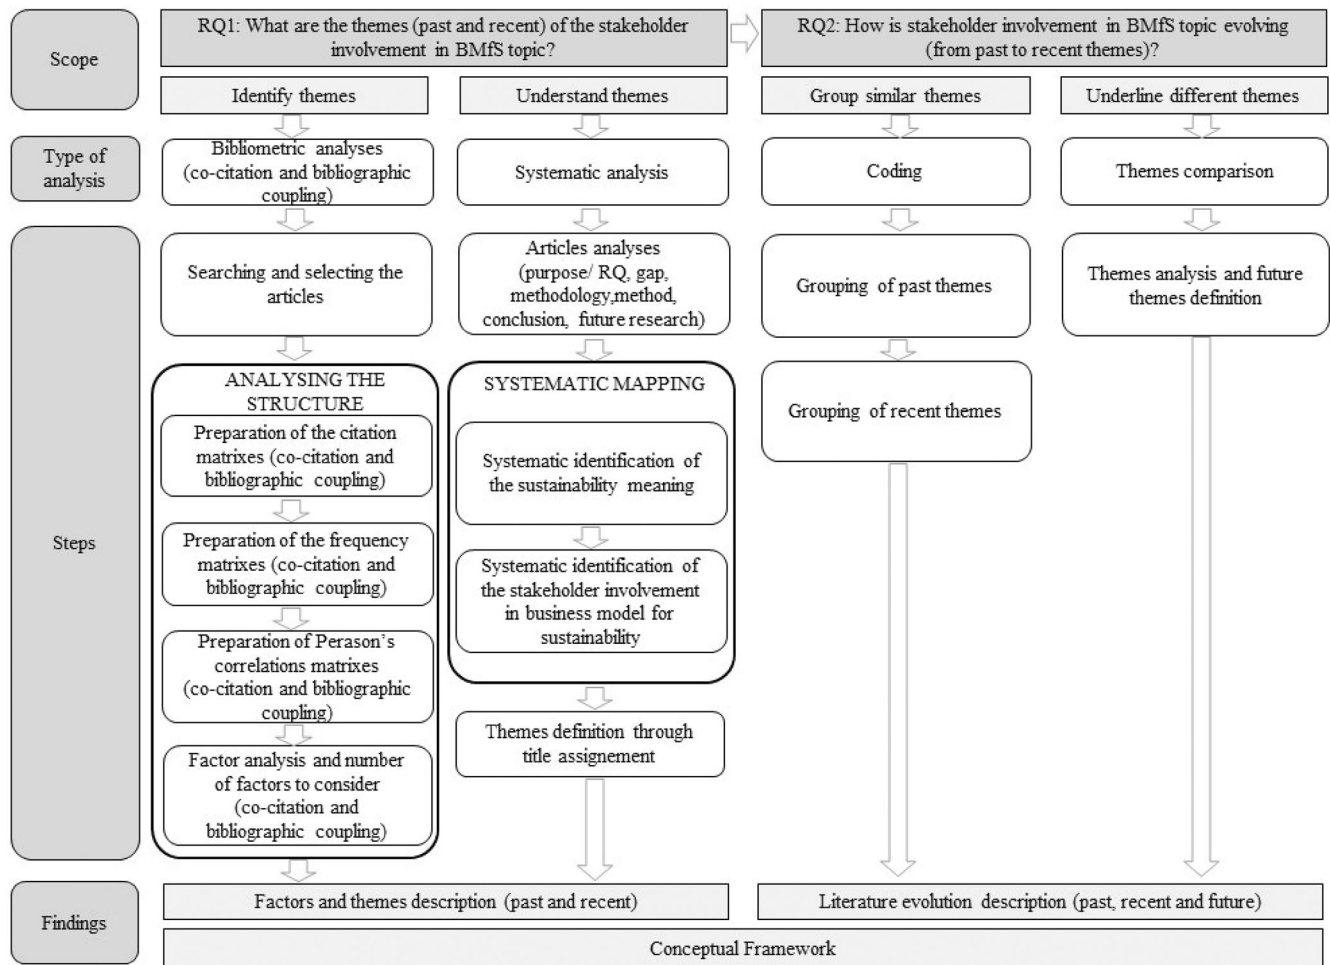 Scope
RQ1: What are the themes (past and recent) of the stakeholder
involvement in BMfS topic?
RQ2: How is stakeholder involvement in BMfS topic evolving
(from past to recent themes)?
Identify themes
Understand themes
Group similar themes
Underline different themes
Type of
analysis
Bibliometric analyses
(co-citation and bibliographic
coupling)
Systematic analysis
Coding
Themes comparison
Steps
Searching and selecting the
articles
ANALYSING THE
STRUCTURE
Preparation of the citation
matrixes (co-citation and
bibliographic coupling)
Preparation of the frequency
matrixes (co-citation and
bibliographic coupling)
Preparation of Perason’s
correlations matrixes
(co-citation and bibliographic
coupling)
Factor analysis and number
of factors to consider
(co-citation and
bibliographic coupling)
Articles analyses
(purpose/ RQ, gap,
methodology,method,
conclusion, future research)
SYSTEMATIC MAPPING
Systematic identification of
the sustainability meaning
Systematic identification of
the stakeholder involvement
in business model for
sustainability
Themes definition through
title assignement
Grouping of past themes
Grouping of recent themes
Themes analysis and future
themes definition
Findings
Factors and themes description (past and recent)
Literature evolution description (past, recent and future)
Conceptual Framework